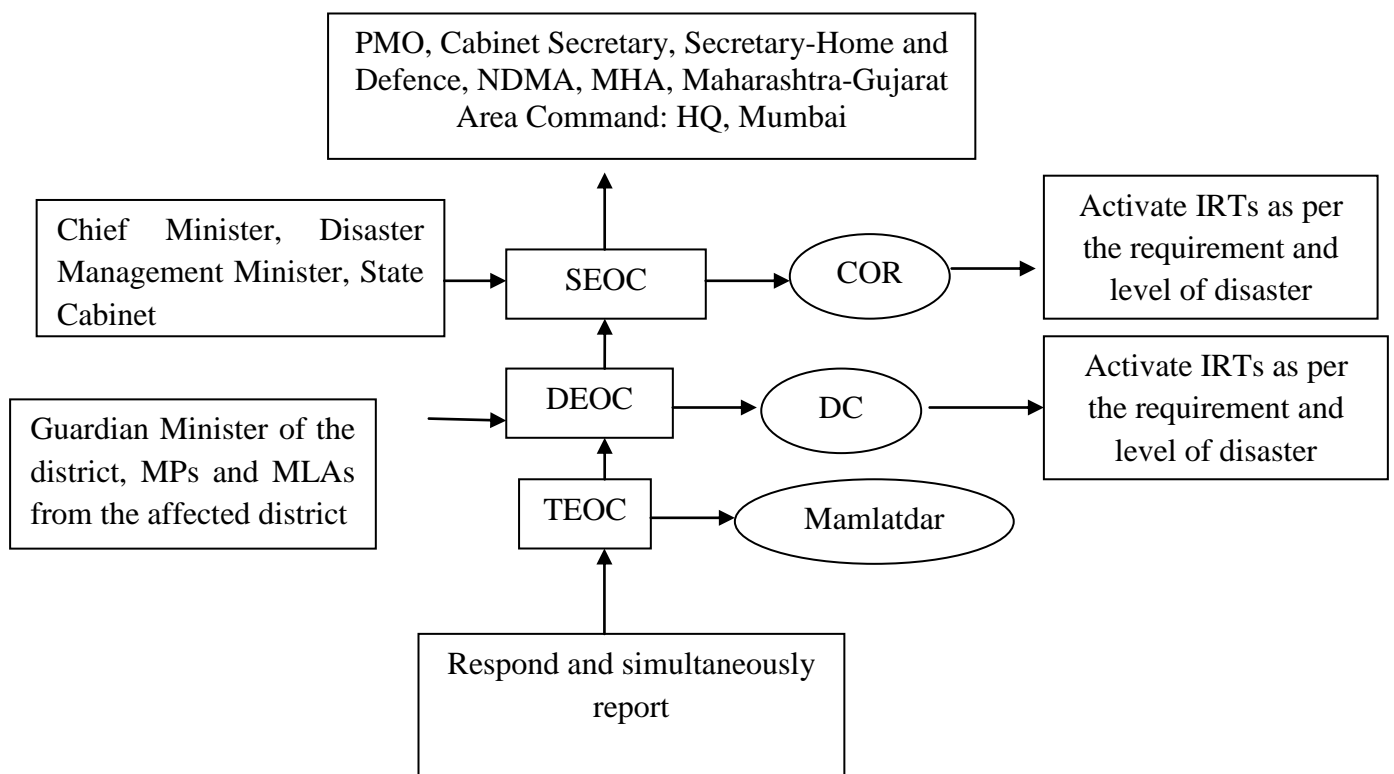 PMO, Cabinet Secretary, Secretary-Home and
Defence, NDMA, MHA, Maharashtra-Gujarat
Area Command: HQ, Mumbai
Chief Minister, Disaster
Management Minister, State
Cabinet
SEOC
COR
Activate IRTs as per
the requirement and
level of disaster
Guardian Minister of the
district, MPs and MLAs
from the affected district
DEOC
DC
Activate IRTs as per
the requirement and
level of disaster
TEOC
Mamlatdar
Respond and simultaneously
report